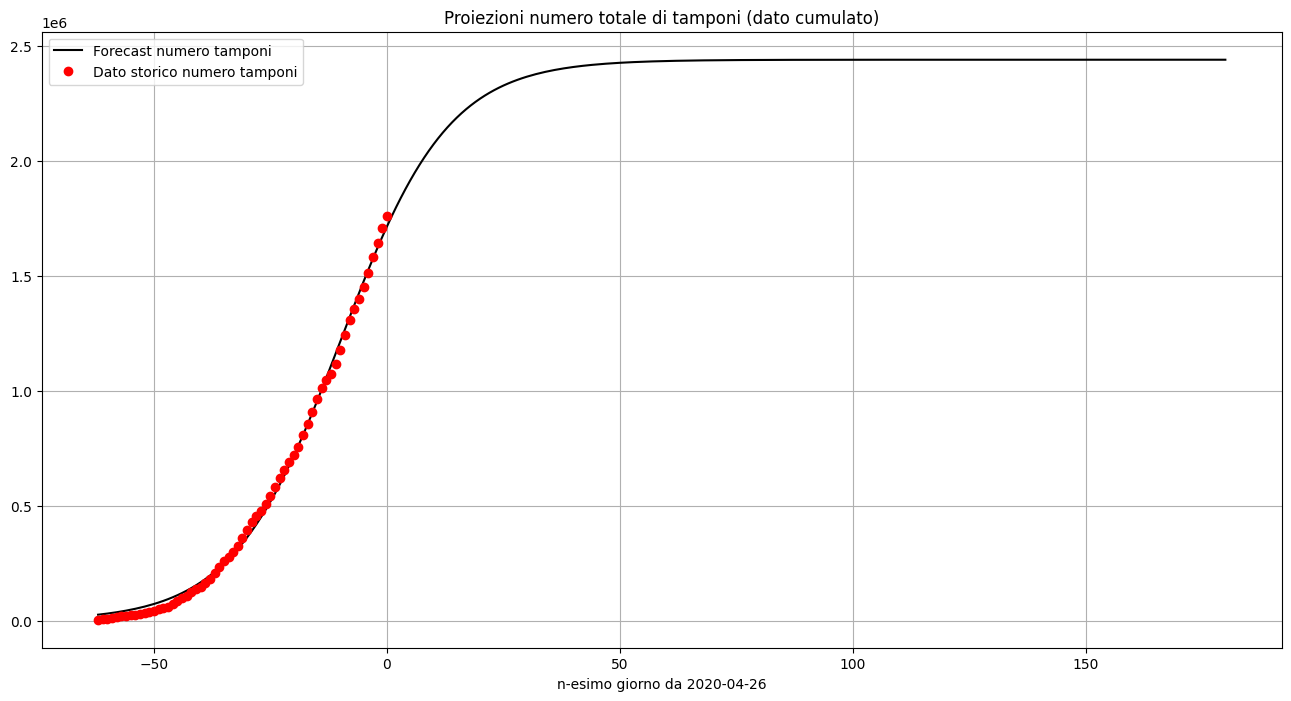 Proiezioni numero totale di tamponi (dato cumulato)
1e6
Forecast numero tamponi
Dato storico numero tamponi
2.5
2.0
1.5
1.0
0.5
0.0
−50
0
50
100
150
n-esimo giorno da 2020-04-26